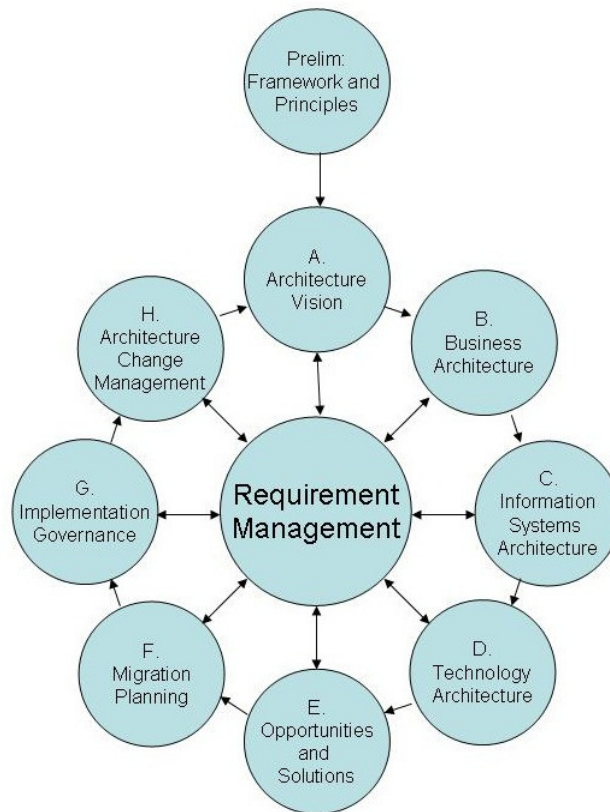 Prelim:
Framework and
Principles
A.
Architecture
Vision
B.
Business
Architecture
C.
Information
Systems
Architecture
D.
Technology
Architecture
E.
Opportunities
and
Solutions
F.
Migration
Planning
G.
Implementation
Governance
H.
Architecture
Change
Management
Requirement
Management